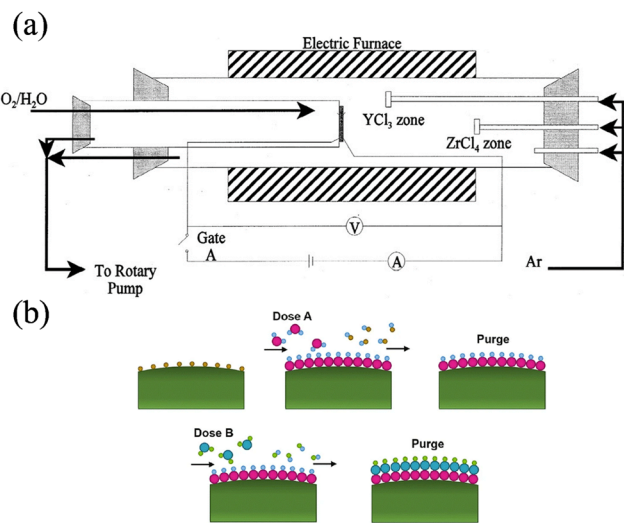 (a)
Electric Furnace
O₂/H₂O
YCl₃ zone
ZrCl₄ zone
V
Gate
A
A
To Rotary
Pump
Ar
(b)
Dose A
Purge
Dose B
Purge